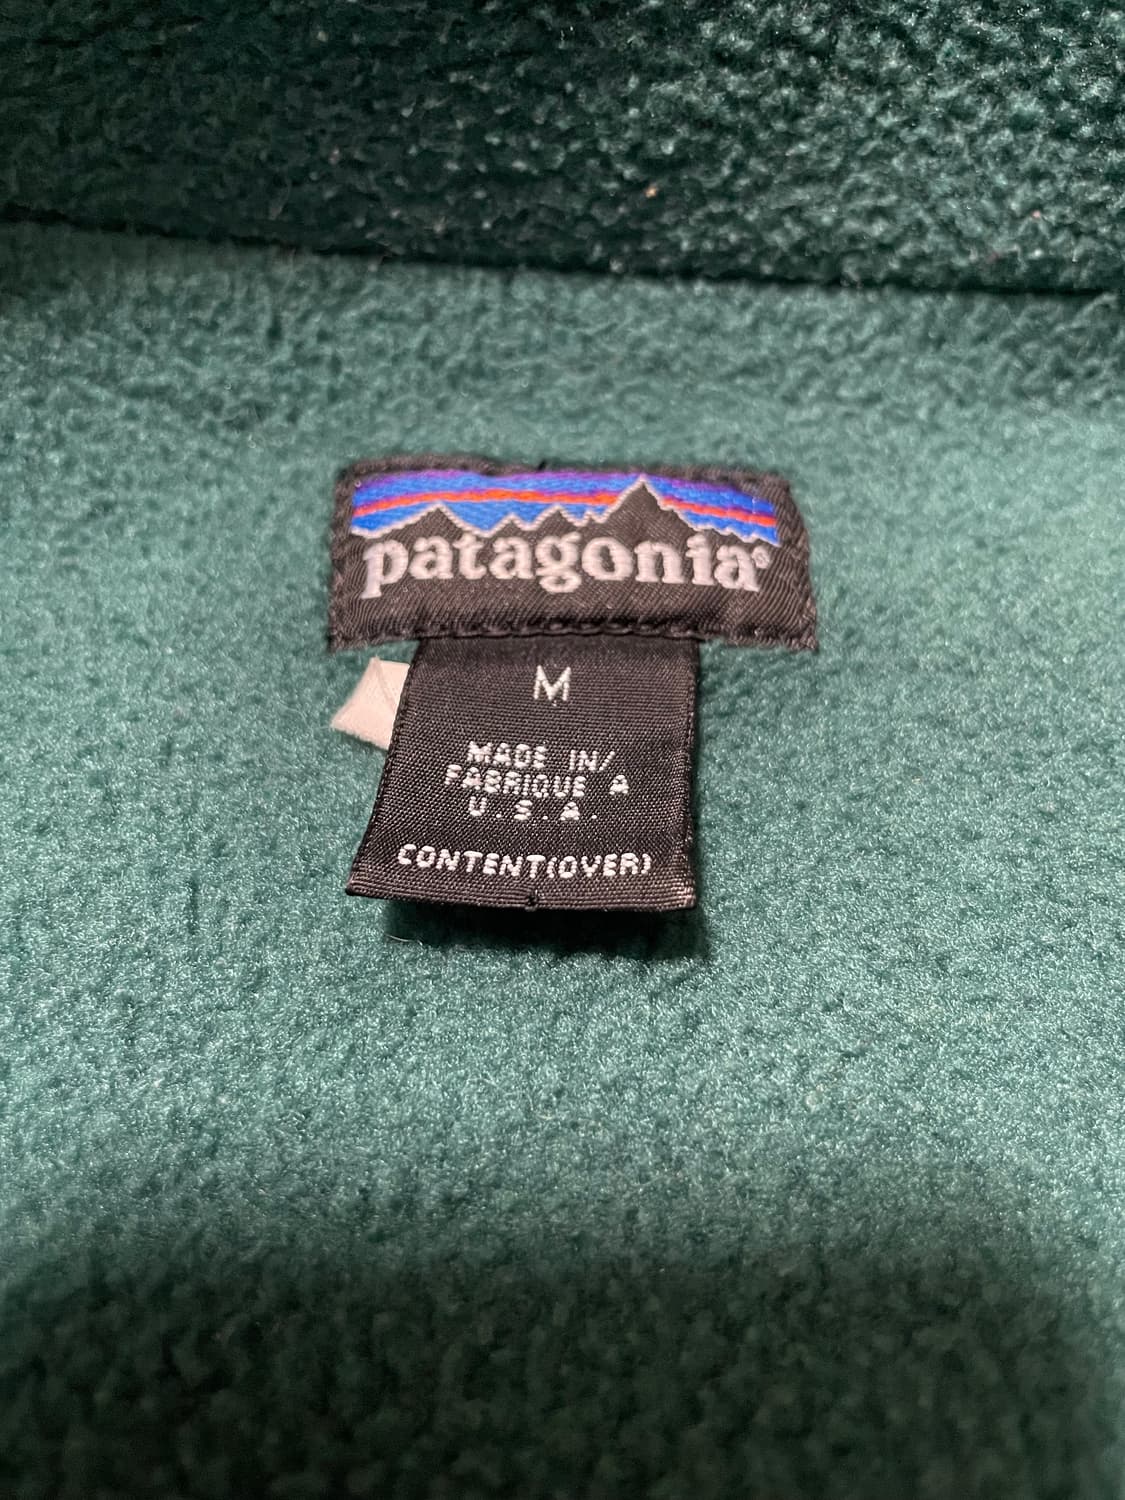 patagonia®
M
MADE IN/
FABRIQUE A
U.S.A.
CONTENT(OVER)